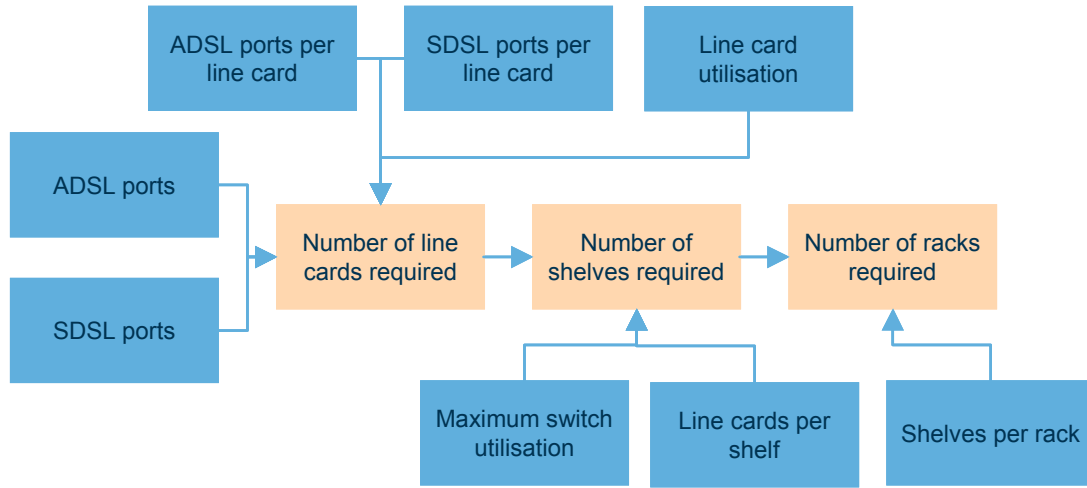 ADSL ports per
line card
SDSL ports per
line card
Line card
utilisation
ADSL ports
SDSL ports
Number of line
cards required
Number of
shelves required
Number of racks
required
Maximum switch
utilisation
Line cards per
shelf
Shelves per rack